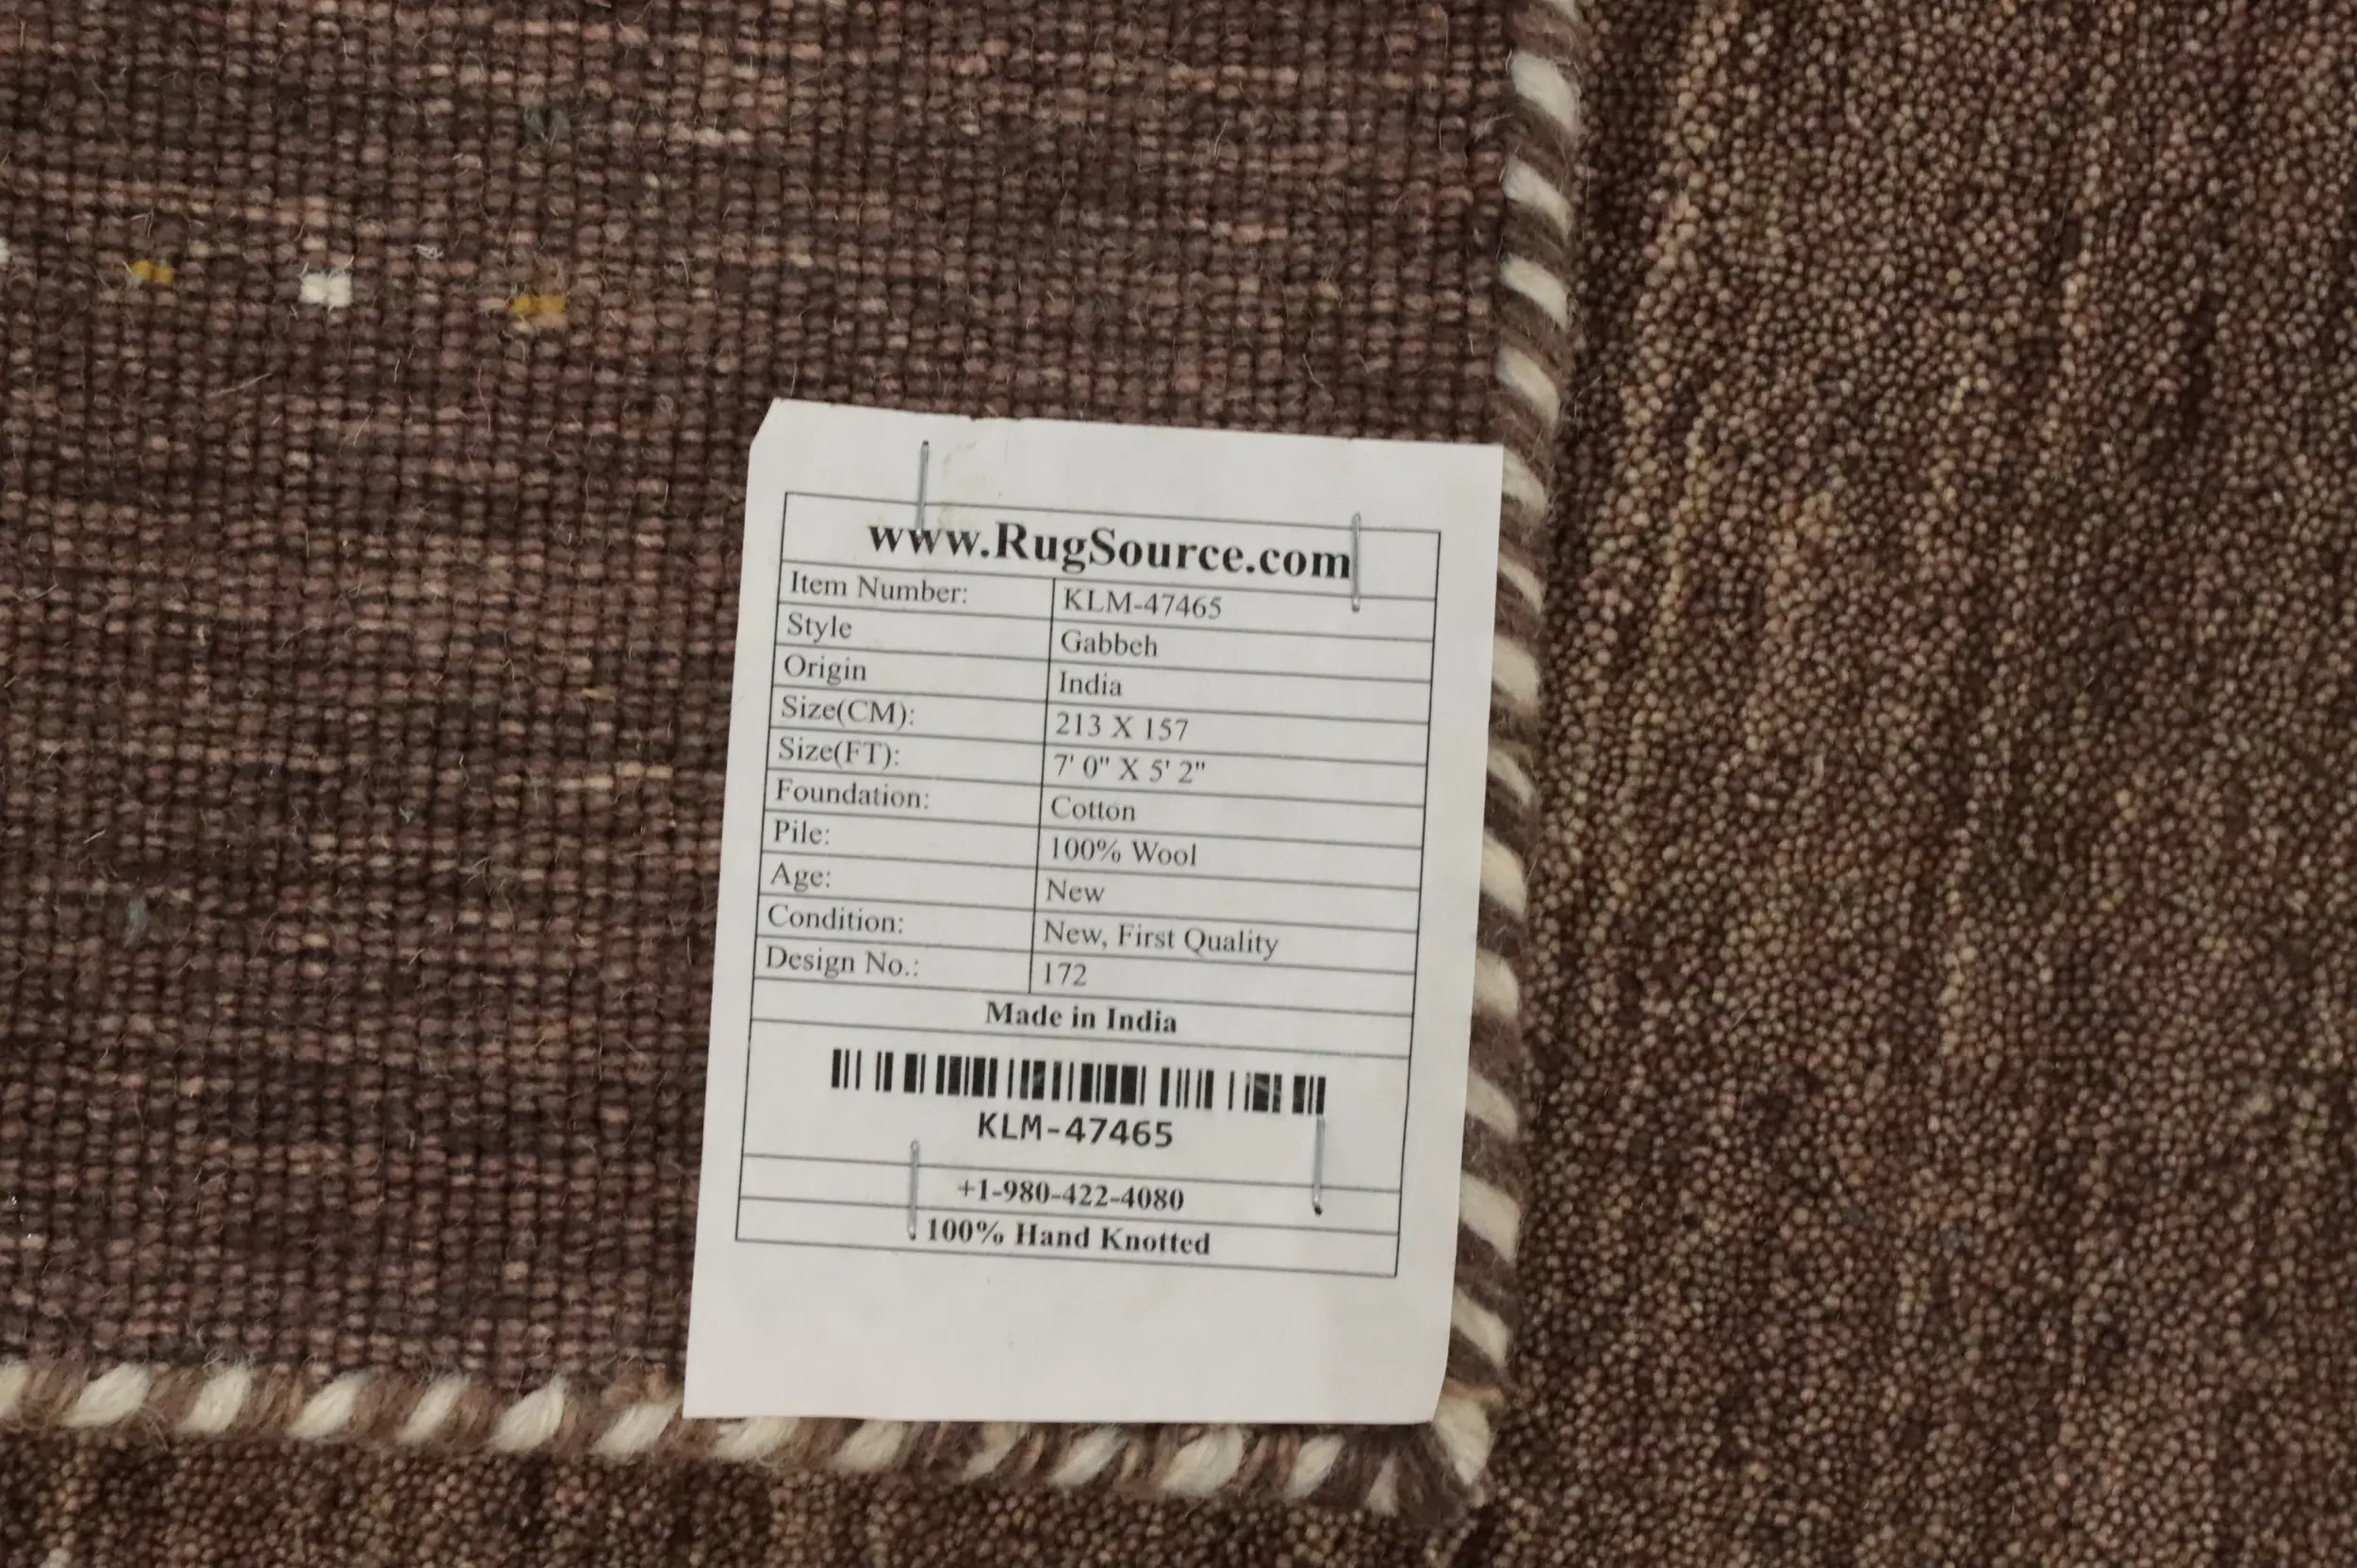 www.RugSource.com
Item Number: KLM-47465
Style Gabbeh
Origin India
Size(CM): 213 X 157
Size(FT): 7' 0" X 5' 2"
Foundation: Cotton
Pile: 100% Wool
Age: New
Condition: New, First Quality
Design No.: 172
Made in India
KLM-47465
+1-980-422-4080
100% Hand Knotted